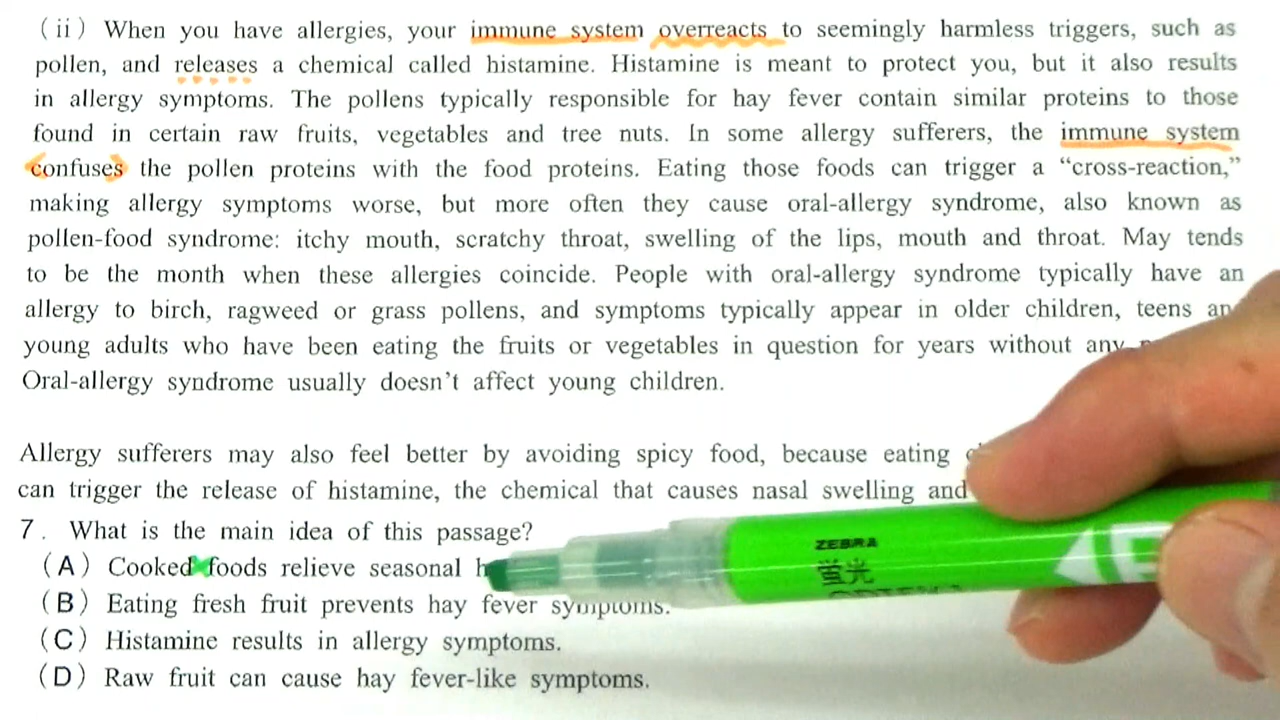 (ii) When you have allergies, your immune system overreacts to seemingly harmless triggers, such as
pollen, and releases a chemical called histamine. Histamine is meant to protect you, but it also results
in allergy symptoms. The pollens typically responsible for hay fever contain similar proteins to those
found in certain raw fruits, vegetables and tree nuts. In some allergy sufferers, the immune system
confuses the pollen proteins with the food proteins. Eating those foods can trigger a “cross-reaction,”
making allergy symptoms worse, but more often they cause oral-allergy syndrome, also known as
pollen-food syndrome: itchy mouth, scratchy throat, swelling of the lips, mouth and throat. May tends
to be the month when these allergies coincide. People with oral-allergy syndrome typically have an
allergy to birch, ragweed or grass pollens, and symptoms typically appear in older children, teens
young adults who have been eating the fruits or vegetables in question for years without any
Oral-allergy syndrome usually doesn’t affect young children.
Allergy sufferers may also feel better by avoiding spicy food, because eating
can trigger the release of histamine, the chemical that causes nasal swelling and
7. What is the main idea of this passage?
(A) Cooked foods relieve seasonal
(B) Eating fresh fruit prevents hay fever symptoms.
(C) Histamine results in allergy symptoms.
(D) Raw fruit can cause hay fever-like symptoms.
ZEBRA
蛍光